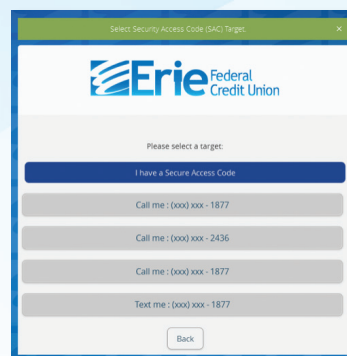 Select Security Access Code (SAC) Target.
×
Erie Federal
Credit Union
Please select a target:
I have a Secure Access Code
Call me : (xxx) xxx - 1877
Call me : (xxx) xxx - 2436
Call me : (xxx) xxx - 1877
Text me : (xxx) xxx - 1877
Back